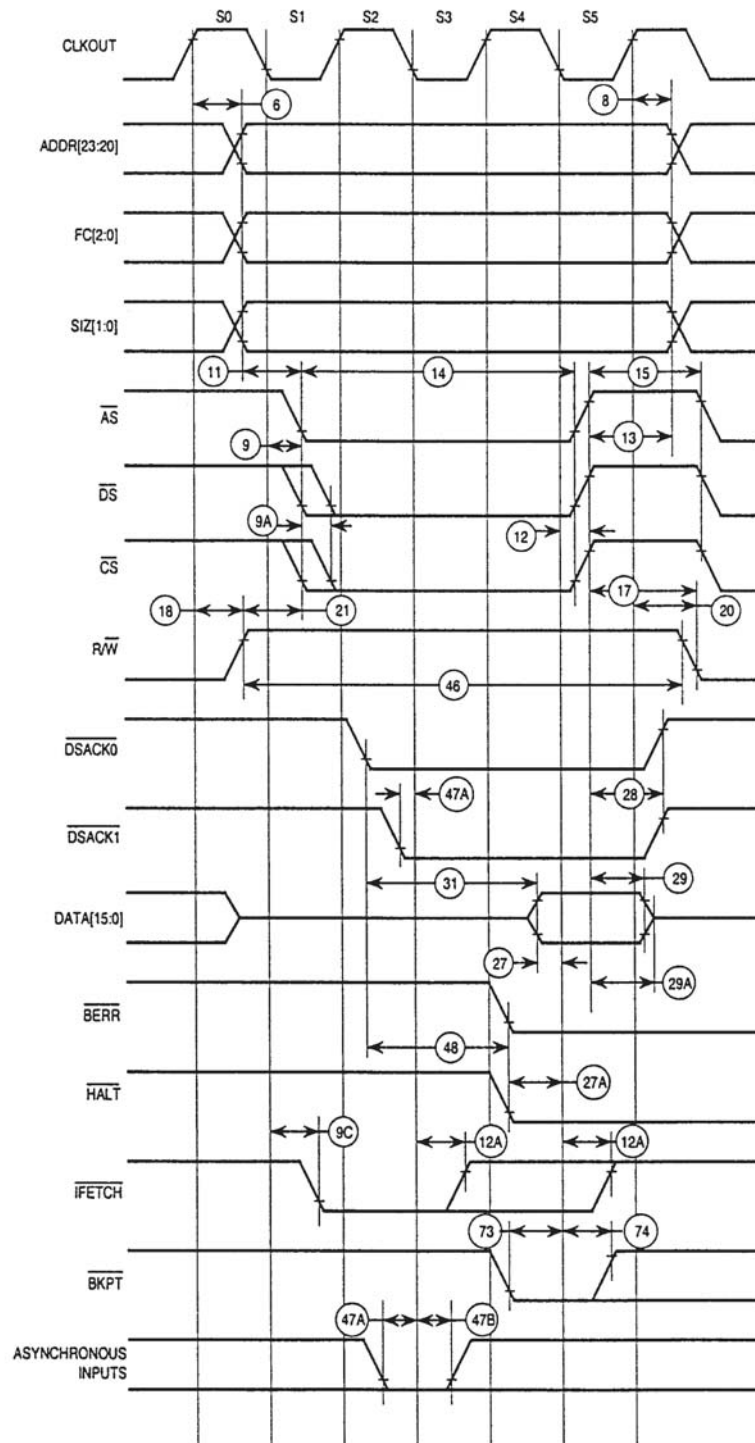 S0 S1 S2 S3 S4 S5
CLKOUT
6
8
ADDR[23:20]
FC[2:0]
SIZ[1:0]
11
14
15
AS
9
13
DS
9A
12
CS
17
18
21
20
R/W
46
DSACK0
47A
28
DSACK1
31
29
DATA[15:0]
27
29A
BERR
48
27A
HALT
9C
12A
12A
IFETCH
73
74
BKPT
47A
47B
ASYNCHRONOUS
INPUTS